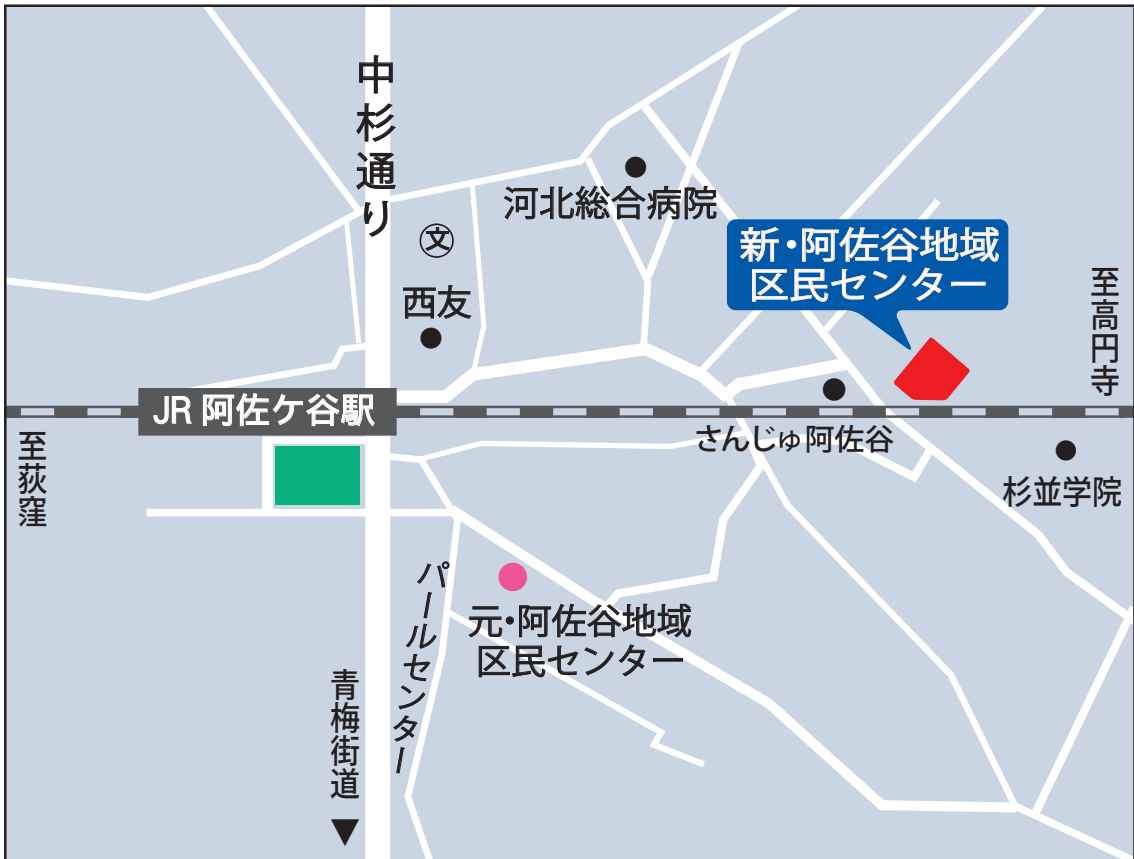 中杉通り
河北総合病院
文
新・阿佐谷地域
区民センター
西友
至高円寺
JR 阿佐ケ谷駅
さんじゅ阿佐谷
至荻窪
杉並学院
パールセンター
元・阿佐谷地域
区民センター
青梅街道